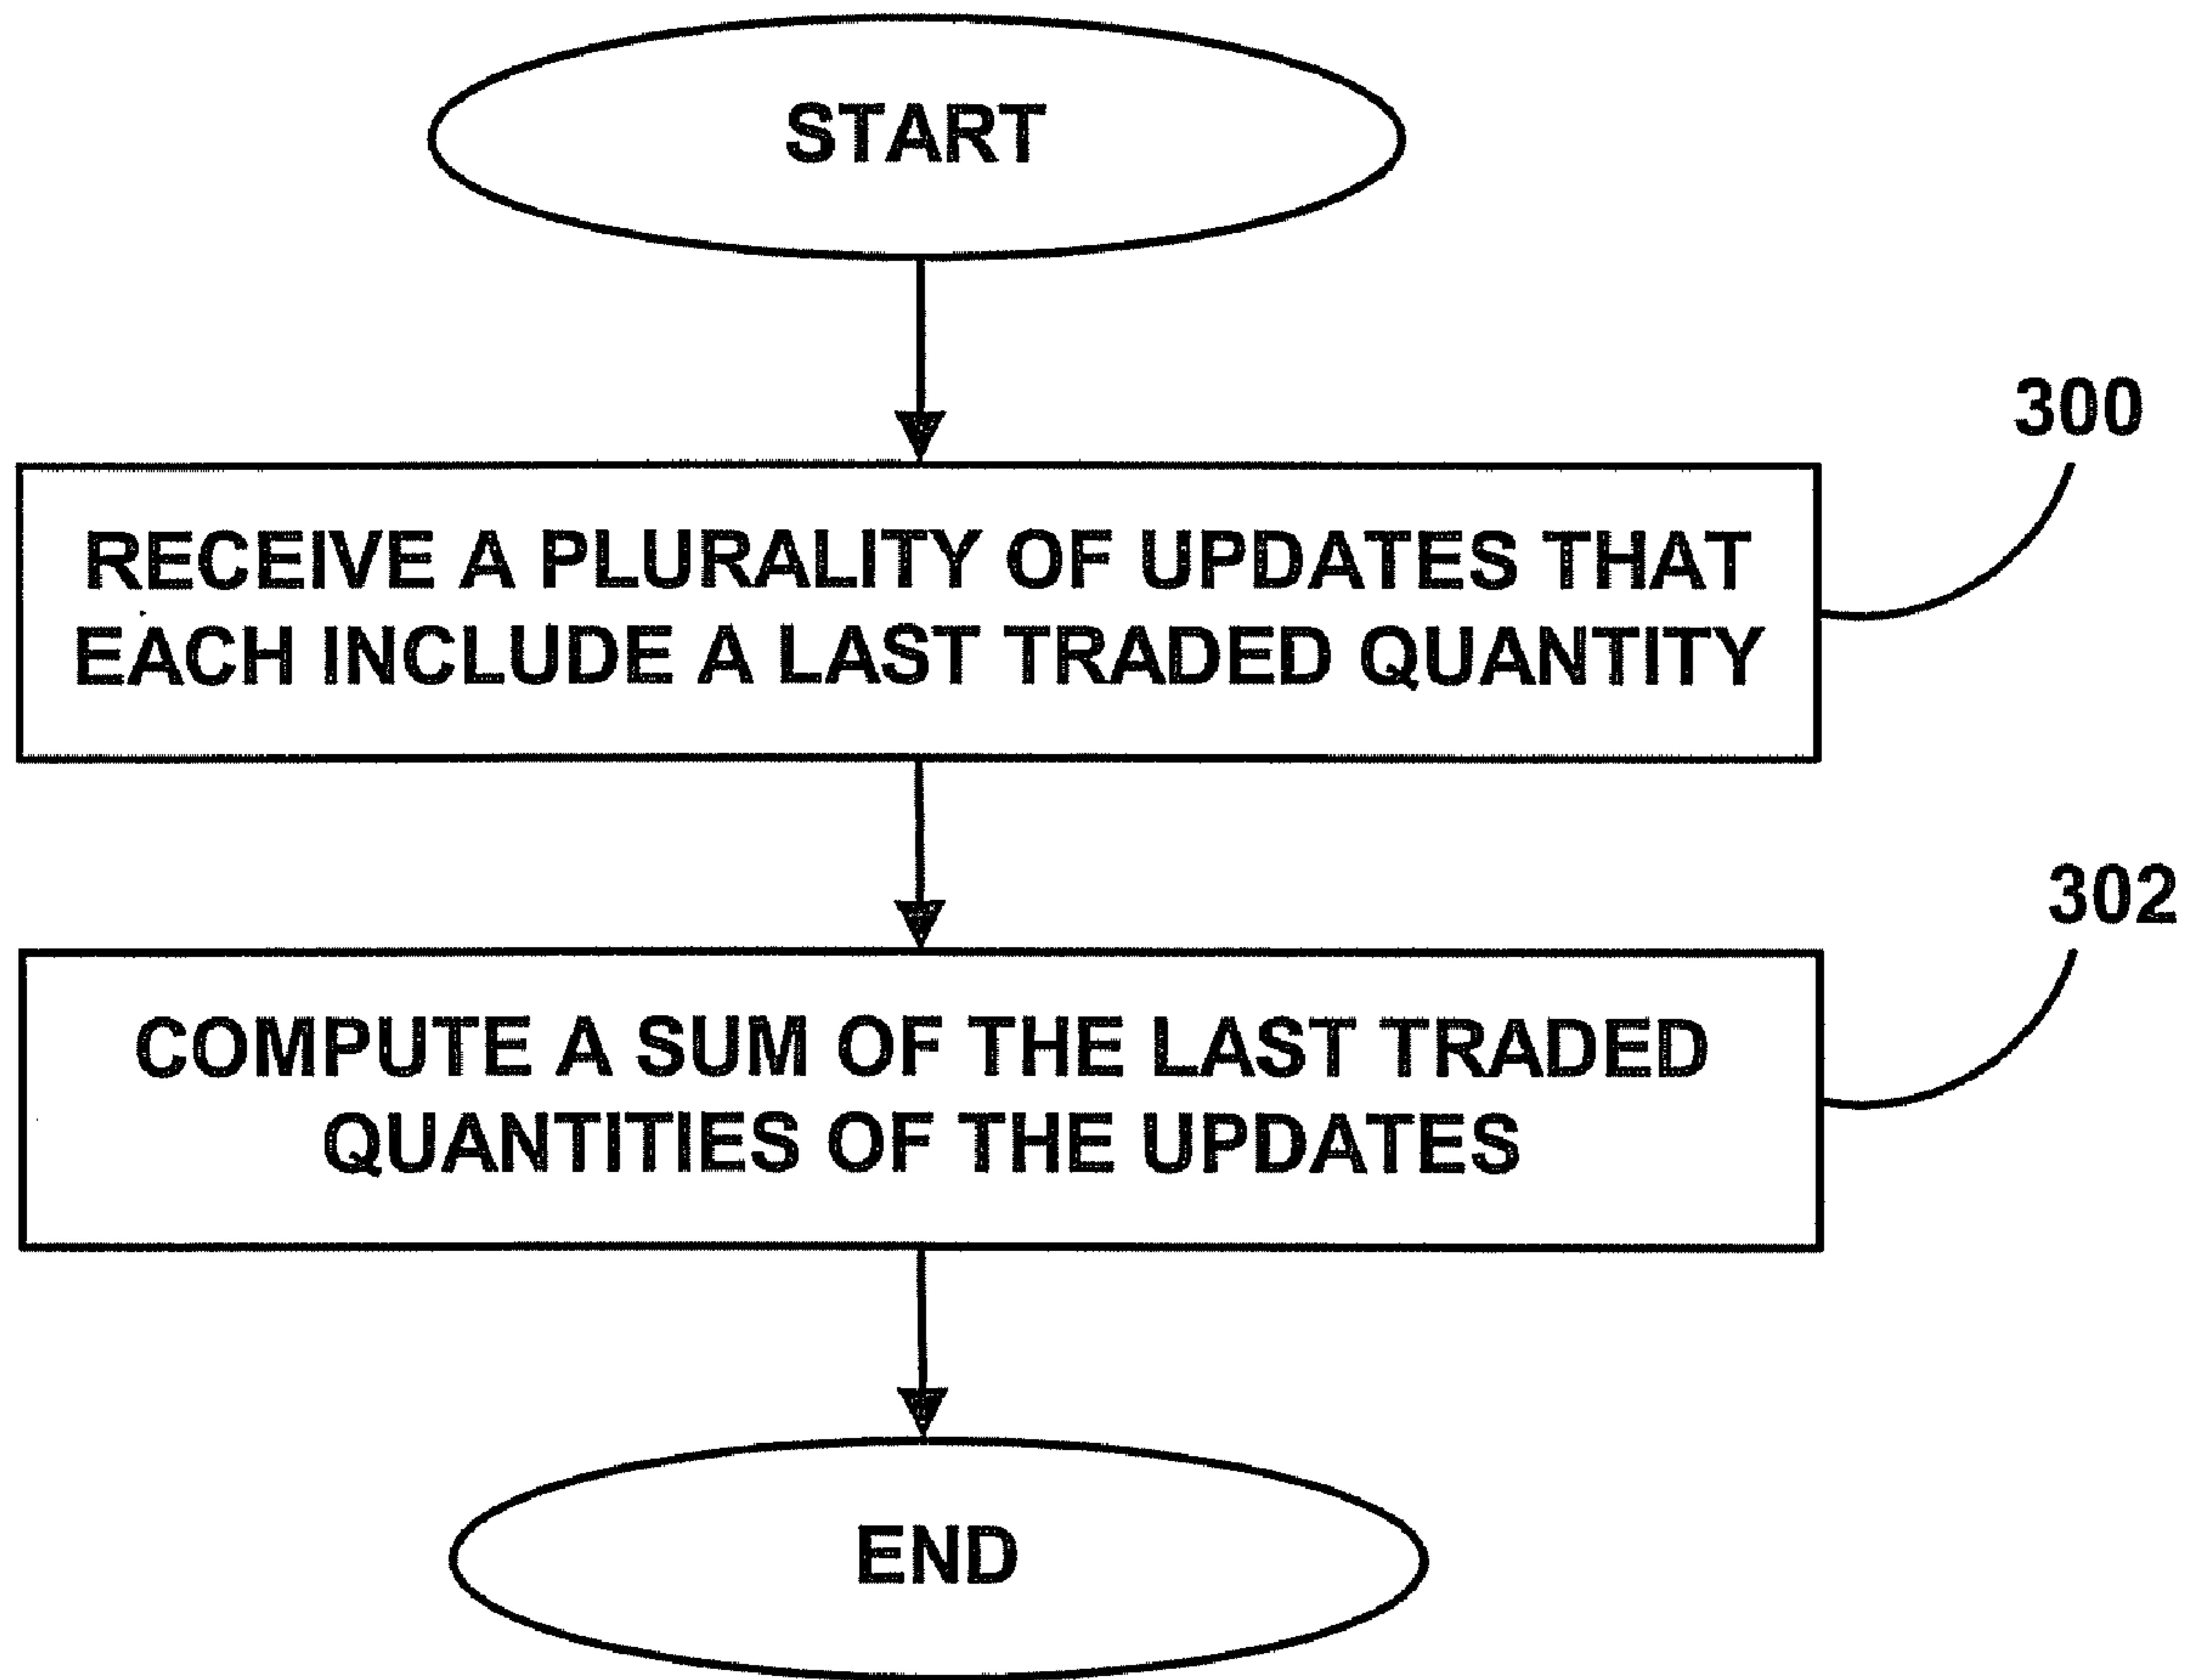 START
300
RECEIVE A PLURALITY OF UPDATES THAT
EACH INCLUDE A LAST TRADED QUANTITY
302
COMPUTE A SUM OF THE LAST TRADED
QUANTITIES OF THE UPDATES
END